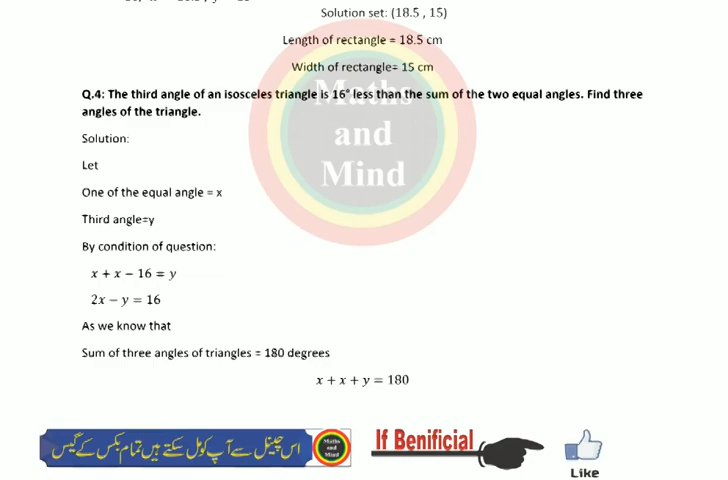 Solution set: (18.5 , 15)
Length of rectangle = 18.5 cm
Width of rectangle= 15 cm
Q.4: The third angle of an isosceles triangle is 16° less than the sum of the two equal angles. Find three
angles of the triangle.
Solution:
Let
One of the equal angle = x
Third angle=y
By condition of question:
x + x − 16 = y
2x − y = 16
As we know that
Sum of three angles of triangles = 180 degrees
x + x + y = 180
Maths
and
Mind
اس چینل سے آپ کو مل سکتے ہیں تمام بکس کے گیس
Maths
and
Mind
If Benificial
Like